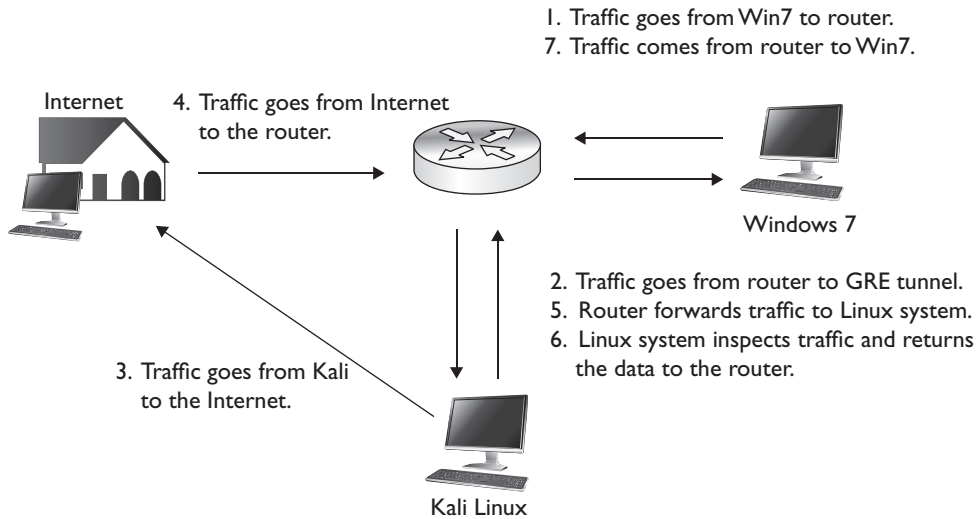 1. Traffic goes from Win7 to router.
7. Traffic comes from router to Win7.
Internet
4. Traffic goes from Internet
to the router.
Windows 7
2. Traffic goes from router to GRE tunnel.
5. Router forwards traffic to Linux system.
6. Linux system inspects traffic and returns
the data to the router.
3. Traffic goes from Kali
to the Internet.
Kali Linux